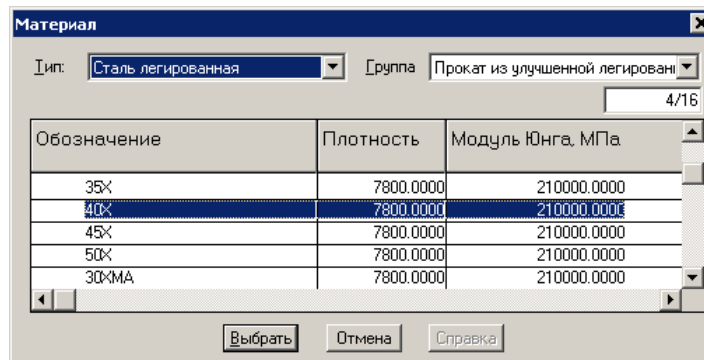 Материал
Тип: Сталь легированная Группа Прокат из улучшенной легировані
4/16
Обозначение Плотность Модуль Юнга, МПа
35Х 7800.0000 210000.0000
40Х 7800.0000 210000.0000
45Х 7800.0000 210000.0000
50Х 7800.0000 210000.0000
30ХМА 7800.0000 210000.0000
Выбрать Отмена Справка